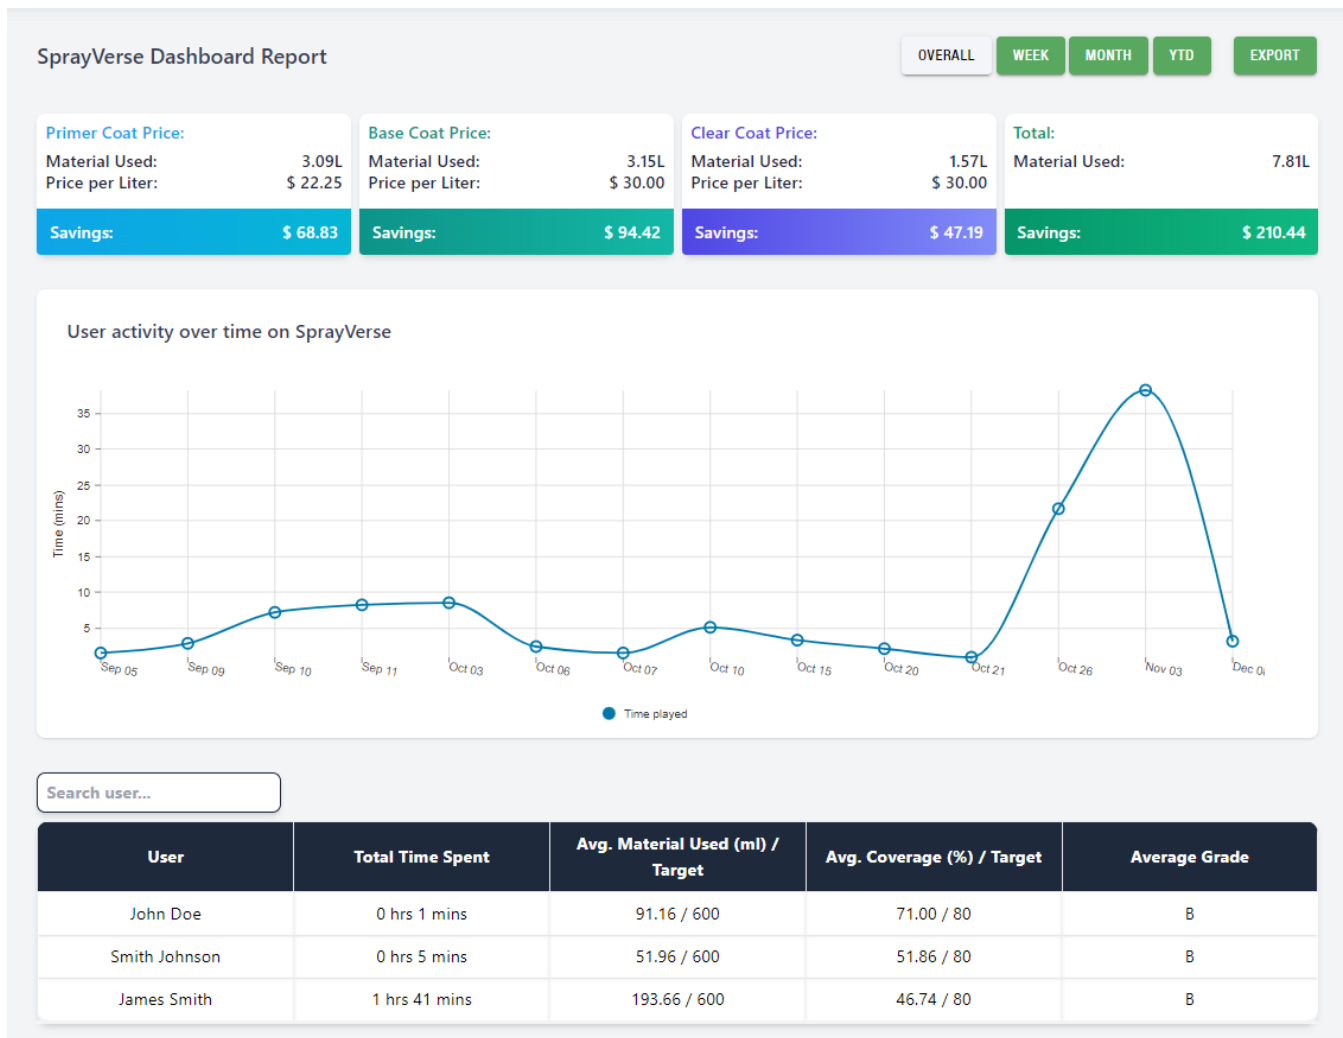 SprayVerse Dashboard Report
OVERALL WEEK MONTH YTD EXPORT
Primer Coat Price:
Material Used: 3.09L
Price per Liter: $ 22.25
Savings: $ 68.83
Base Coat Price:
Material Used: 3.15L
Price per Liter: $ 30.00
Savings: $ 94.42
Clear Coat Price:
Material Used: 1.57L
Price per Liter: $ 30.00
Savings: $ 47.19
Total:
Material Used: 7.81L
Savings: $ 210.44
User activity over time on SprayVerse
35
30
25
20
15
10
5
Time (mins)
Sep 05 Sep 09 Sep 10 Sep 11 Oct 03 Oct 06 Oct 07 Oct 10 Oct 15 Oct 20 Oct 21 Oct 26 Nov 03 Dec
Time played
Search user...
User Total Time Spent Avg. Material Used (ml) / Target Avg. Coverage (%) / Target Average Grade
John Doe 0 hrs 1 mins 91.16 / 600 71.00 / 80 B
Smith Johnson 0 hrs 5 mins 51.96 / 600 51.86 / 80 B
James Smith 1 hrs 41 mins 193.66 / 600 46.74 / 80 B